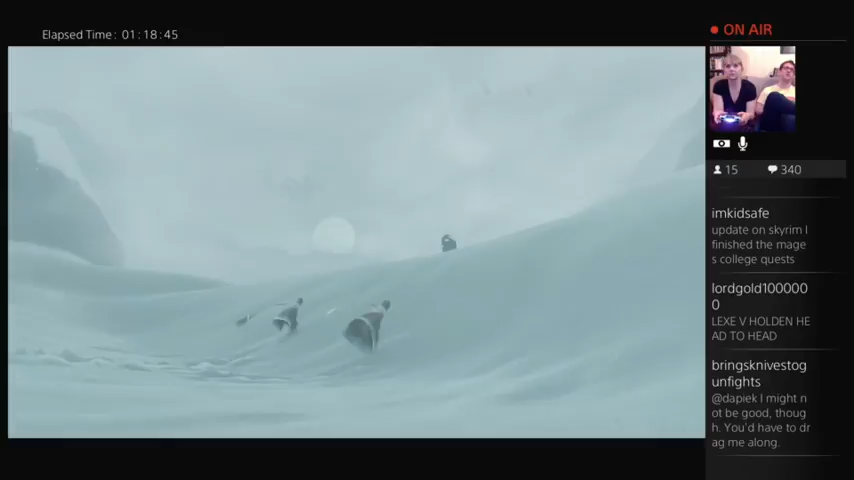 Elapsed Time: 01:18:45
ON AIR
15
340
imkidsafe
update on skyrim I
finished the mage
s college quests
lordgold100000
0
LEXE V HOLDEN HE
AD TO HEAD
bringsknivestog
unfights
@dapiek I might n
ot be good, thoug
h. You'd have to dr
ag me along.